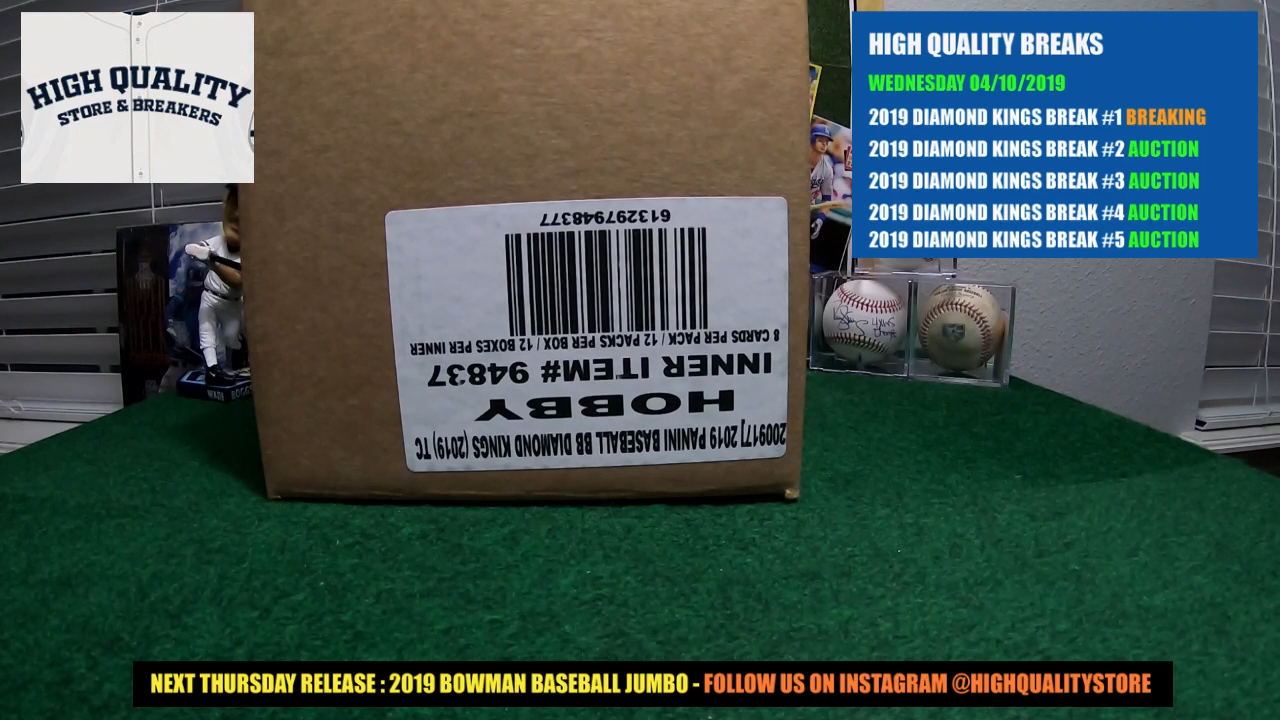 HIGH QUALITY
STORE & BREAKERS
HIGH QUALITY BREAKS
WEDNESDAY 04/10/2019
2019 DIAMOND KINGS BREAK #1 BREAKING
2019 DIAMOND KINGS BREAK #2 AUCTION
2019 DIAMOND KINGS BREAK #3 AUCTION
2019 DIAMOND KINGS BREAK #4 AUCTION
2019 DIAMOND KINGS BREAK #5 AUCTION
200917] 2019 PANINI BASEBALL BB DIAMOND KINGS (2019) TC
HOBBY
INNER ITEM# 94837
8 CARDS PER PACK / 12 PACKS PER BOX / 12 BOXES PER INNER
613297948377
WADE BOGGS
NEXT THURSDAY RELEASE : 2019 BOWMAN BASEBALL JUMBO - FOLLOW US ON INSTAGRAM @HIGHQUALITYSTORE